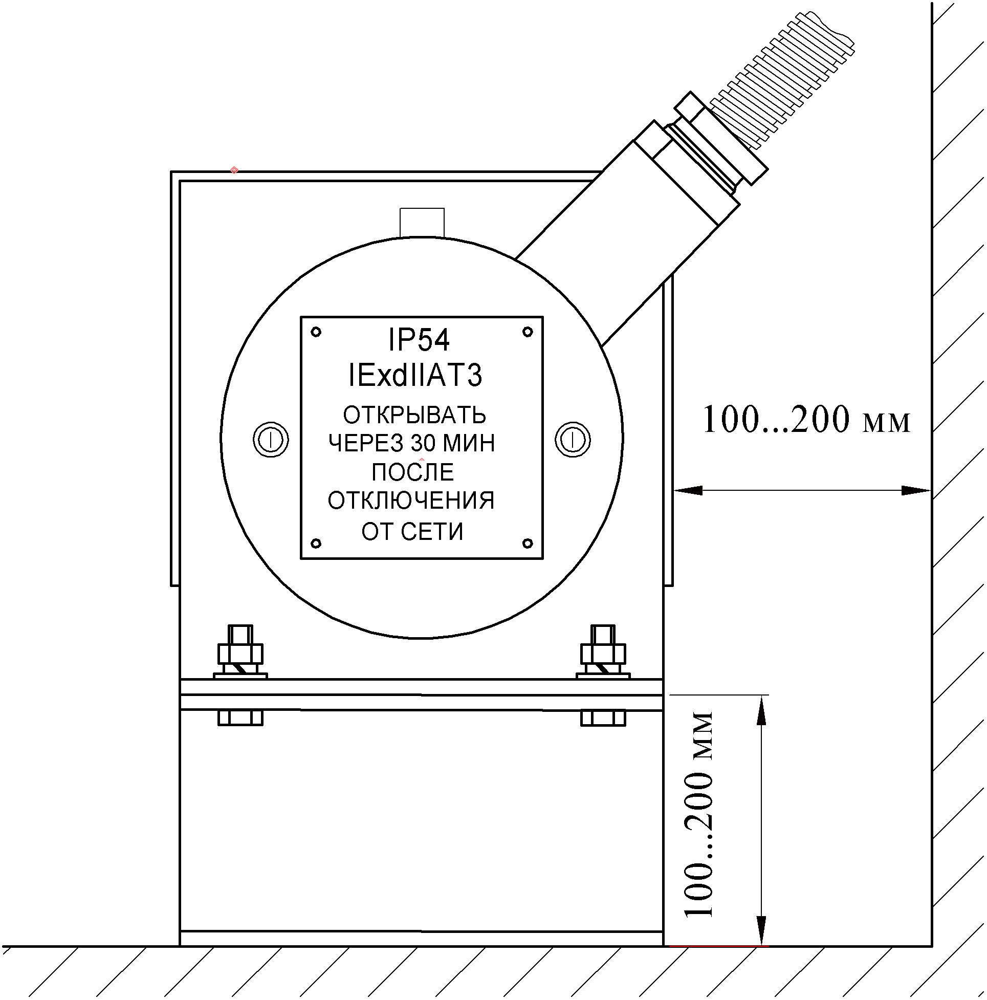 IP54
IExdIIAT3
ОТКРЫВАТЬ
ЧЕРЕЗ 30 МИН
ПОСЛЕ
ОТКЛЮЧЕНИЯ
ОТ СЕТИ
100...200 мм
100...200 мм